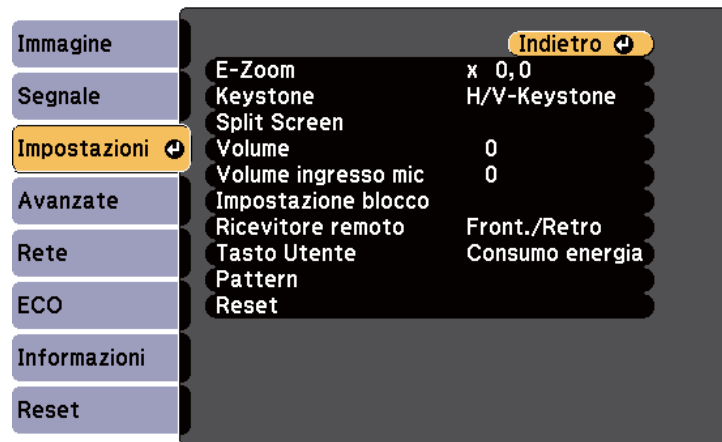 Immagine
Segnale
Impostazioni
Avanzate
Rete
ECO
Informazioni
Reset
Indietro
E-Zoom x 0,0
Keystone H/V-Keystone
Split Screen
Volume 0
Volume ingresso mic 0
Impostazione blocco
Ricevitore remoto Front./Retro
Tasto Utente Consumo energia
Pattern
Reset